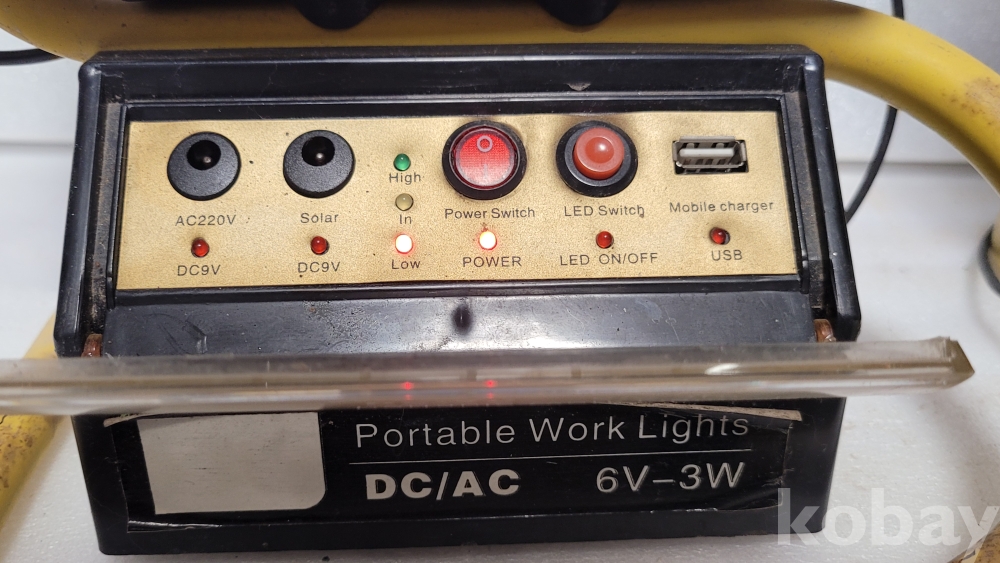 High
AC220V Solar In Power Switch LED Switch Mobile charger
DC9V DC9V Low POWER LED ON/OFF USB
Portable Work Lights
DC/AC 6V-3W
kobay